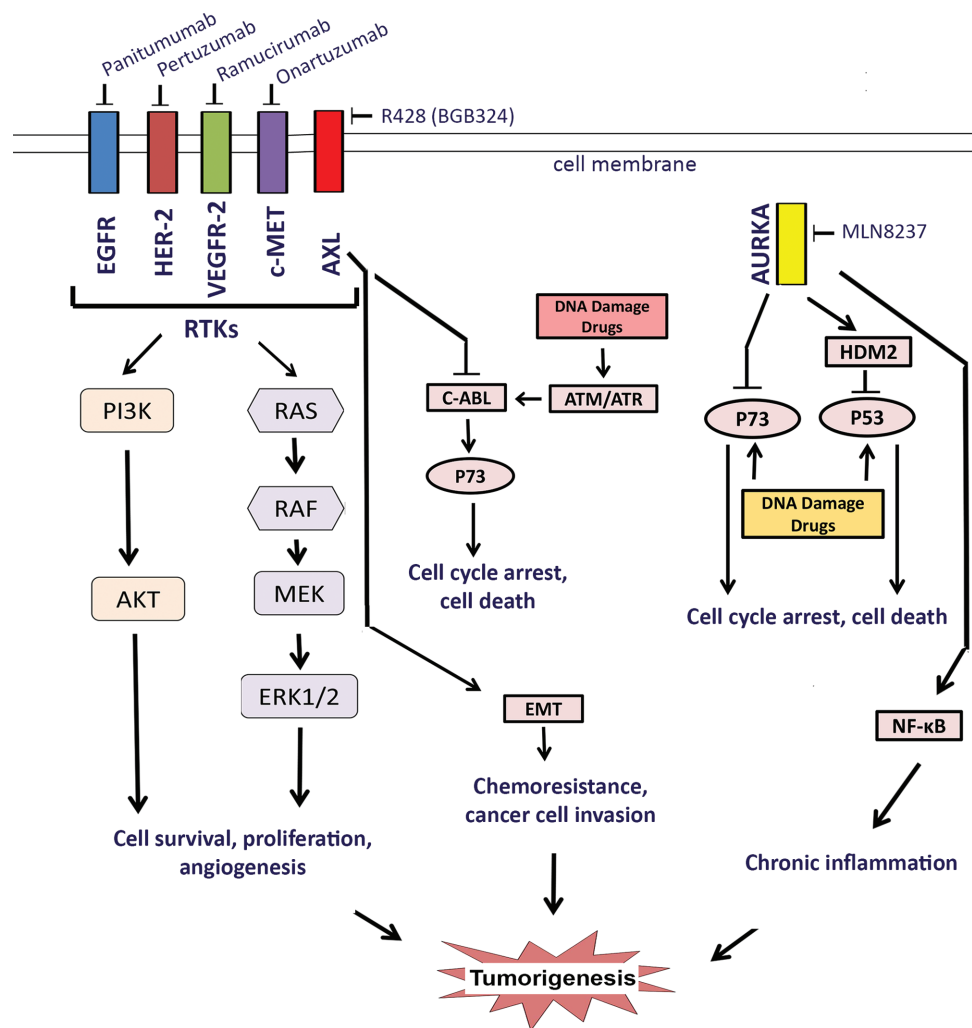 Panitumumab
Pertuzumab
Ramucirumab
Onartuzumab
R428 (BGB324)
cell membrane
EGFR
HER-2
VEGFR-2
c-MET
AXL
AURKA
MLN8237
RTKs
DNA Damage
Drugs
HDM2
PI3K
RAS
C-ABL
ATM/ATR
P73
P53
P73
RAF
DNA Damage
Drugs
Cell cycle arrest,
cell death
AKT
MEK
Cell cycle arrest, cell death
ERK1/2
EMT
NF-κB
Chemoresistance,
cancer cell invasion
Cell survival, proliferation,
angiogenesis
Chronic inflammation
Tumorigenesis